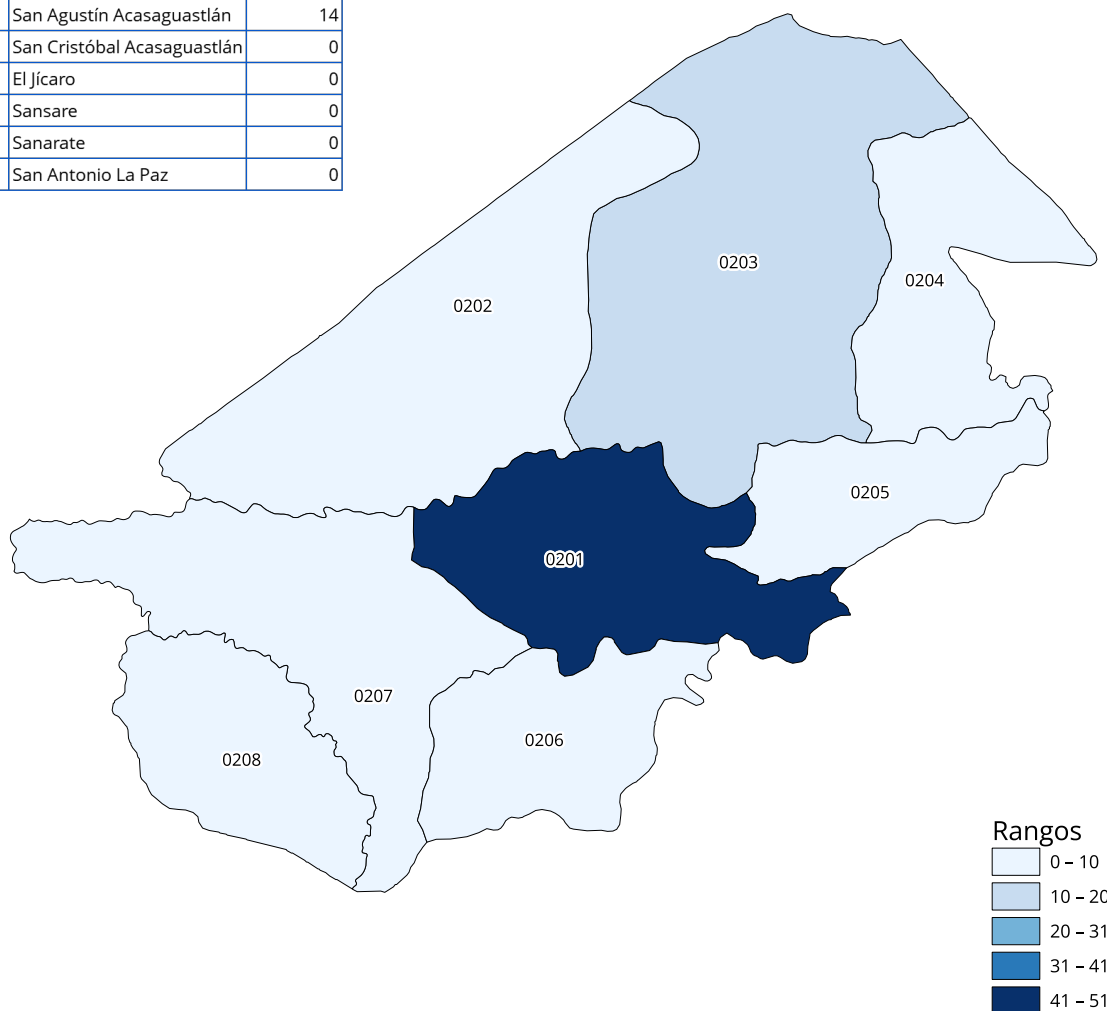 San Agustín Acasaguastlán 14
San Cristóbal Acasaguastlán 0
El Jícaro 0
Sansare 0
Sanarate 0
San Antonio La Paz 0
0203
0204
0202
0205
0201
0207
0206
0208
Rangos
0 – 10
10 – 20
20 – 31
31 – 41
41 – 51